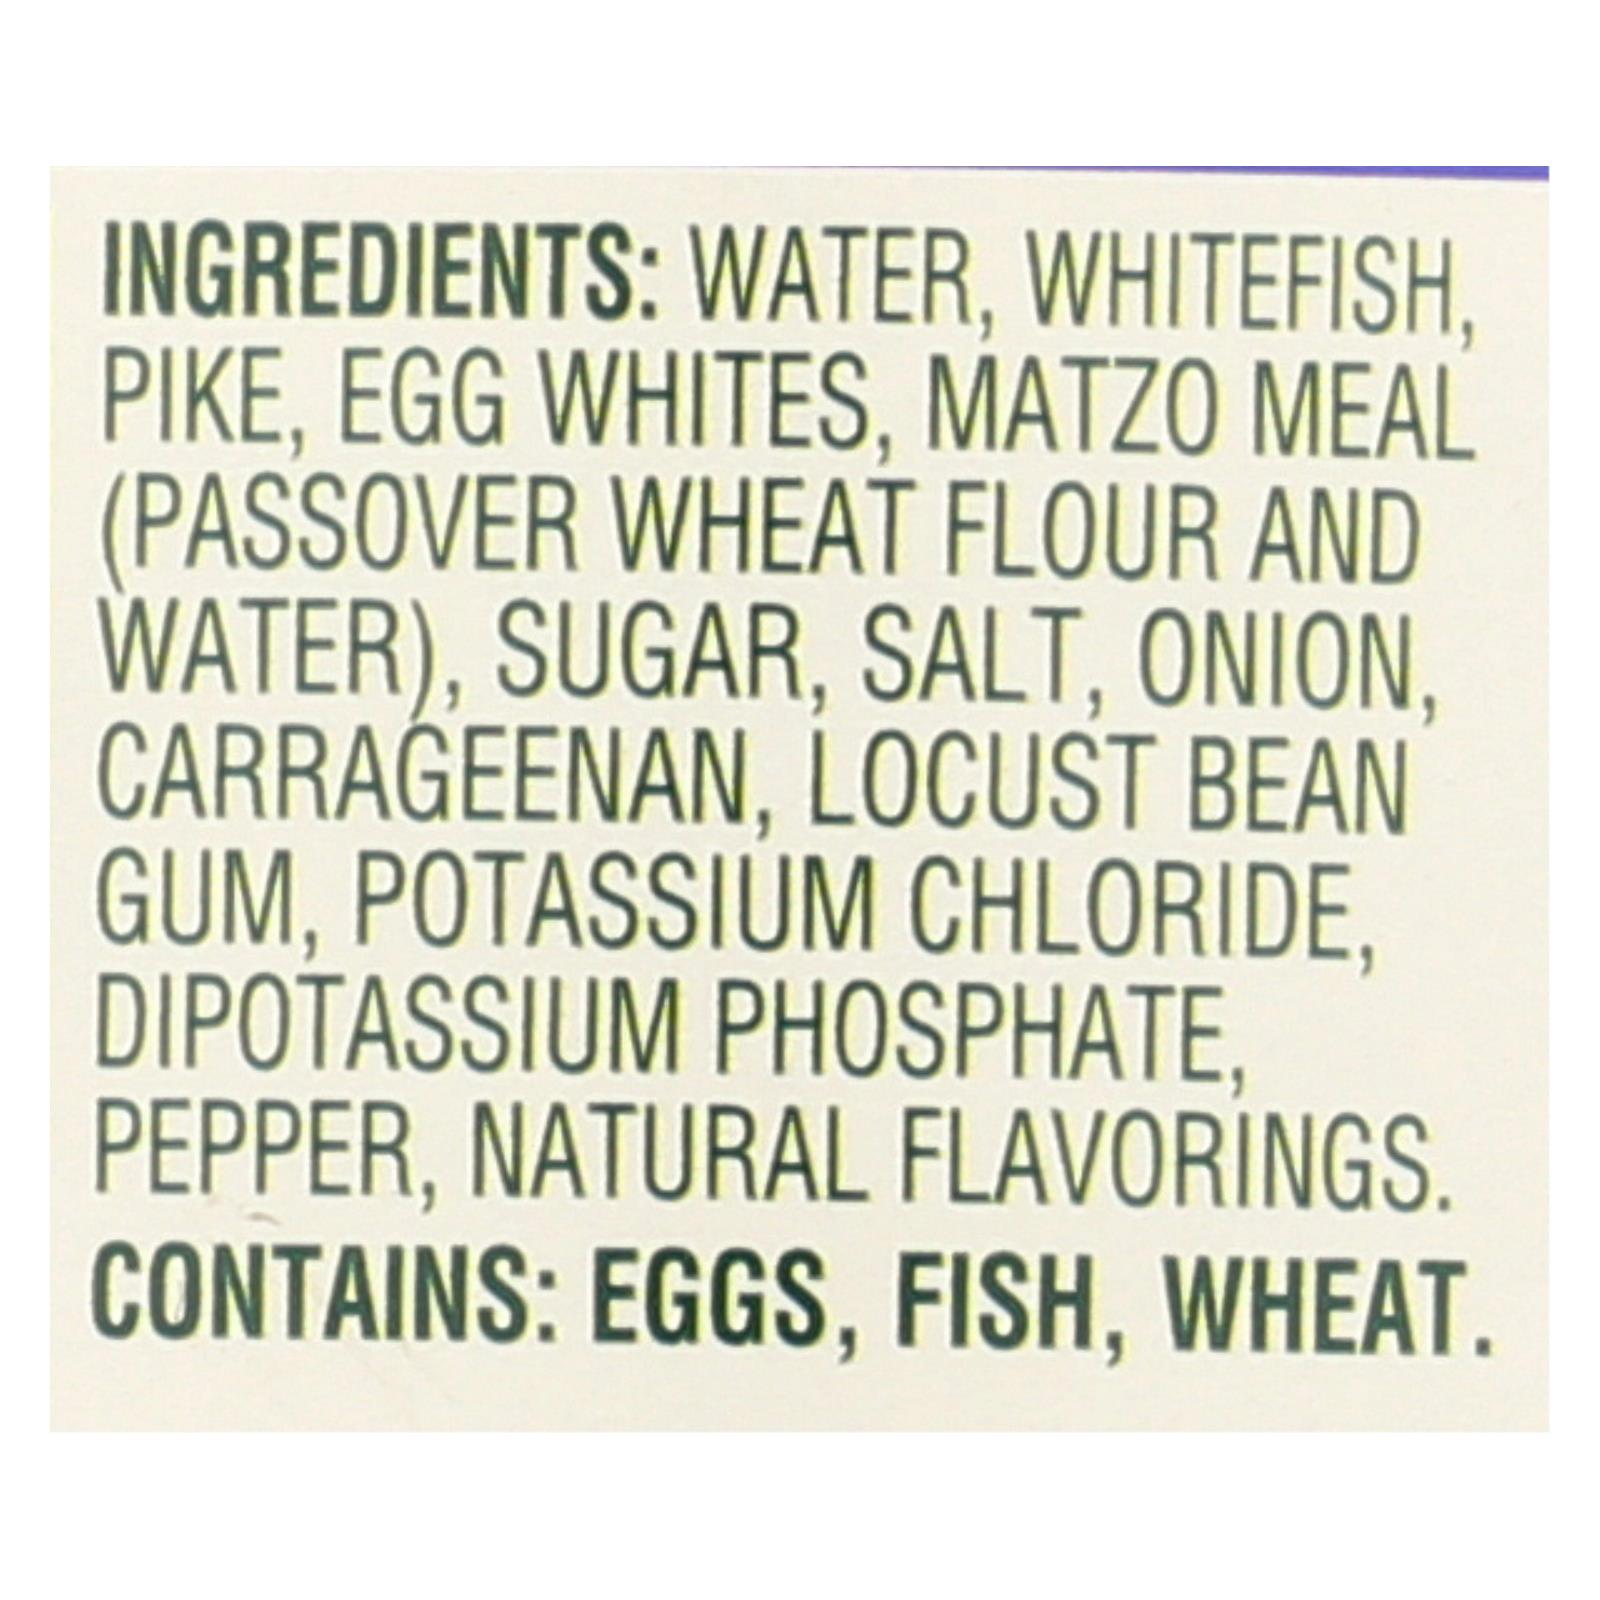 INGREDIENTS: WATER, WHITEFISH,
PIKE, EGG WHITES, MATZO MEAL
(PASSOVER WHEAT FLOUR AND
WATER), SUGAR, SALT, ONION,
CARRAGEENAN, LOCUST BEAN
GUM, POTASSIUM CHLORIDE,
DIPOTASSIUM PHOSPHATE,
PEPPER, NATURAL FLAVORINGS.
CONTAINS: EGGS, FISH, WHEAT.